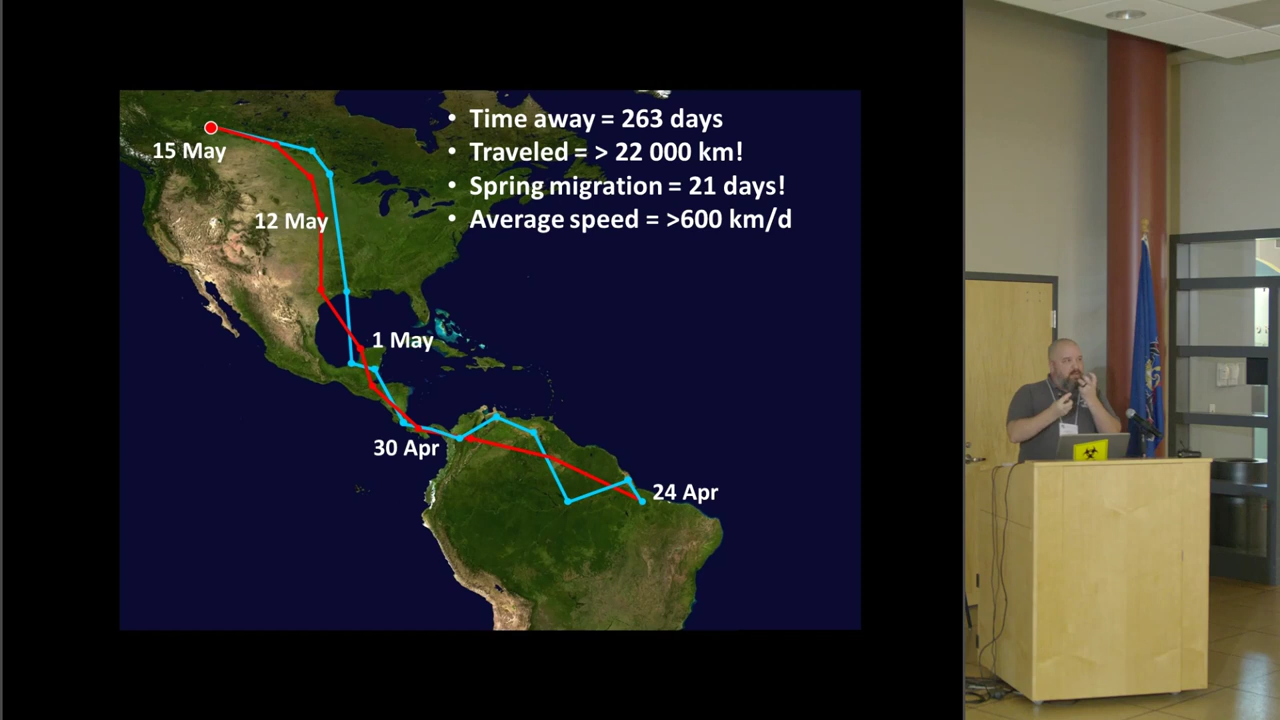 • Time away = 263 days
• Traveled = > 22 000 km!
• Spring migration = 21 days!
• Average speed = >600 km/d
15 May
12 May
1 May
30 Apr
24 Apr